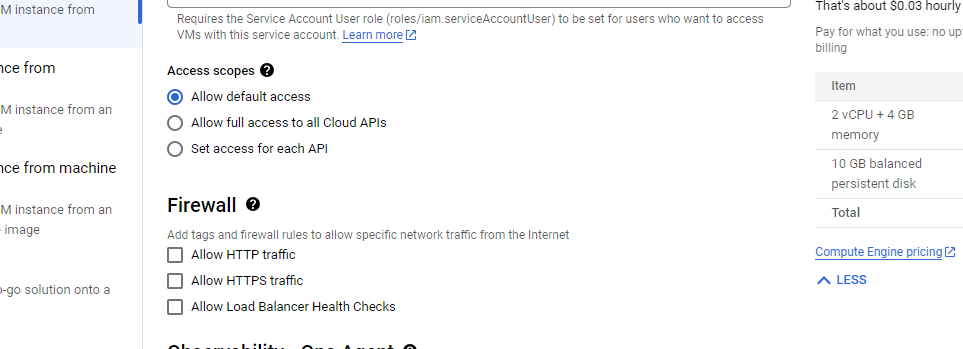 M instance from
nce from
M instance from an
e
nce from machine
M instance from an
image
o-go solution onto a
Requires the Service Account User role (roles/iam.serviceAccountUser) to be set for users who want to access
VMs with this service account. Learn more
Access scopes
Allow default access
Allow full access to all Cloud APIs
Set access for each API
Firewall
Add tags and firewall rules to allow specific network traffic from the Internet
Allow HTTP traffic
Allow HTTPS traffic
Allow Load Balancer Health Checks
Observability - Ops Agent
That's about $0.03 hourly
Pay for what you use: no up
billing
Item
2 vCPU + 4 GB
memory
10 GB balanced
persistent disk
Total
Compute Engine pricing
LESS